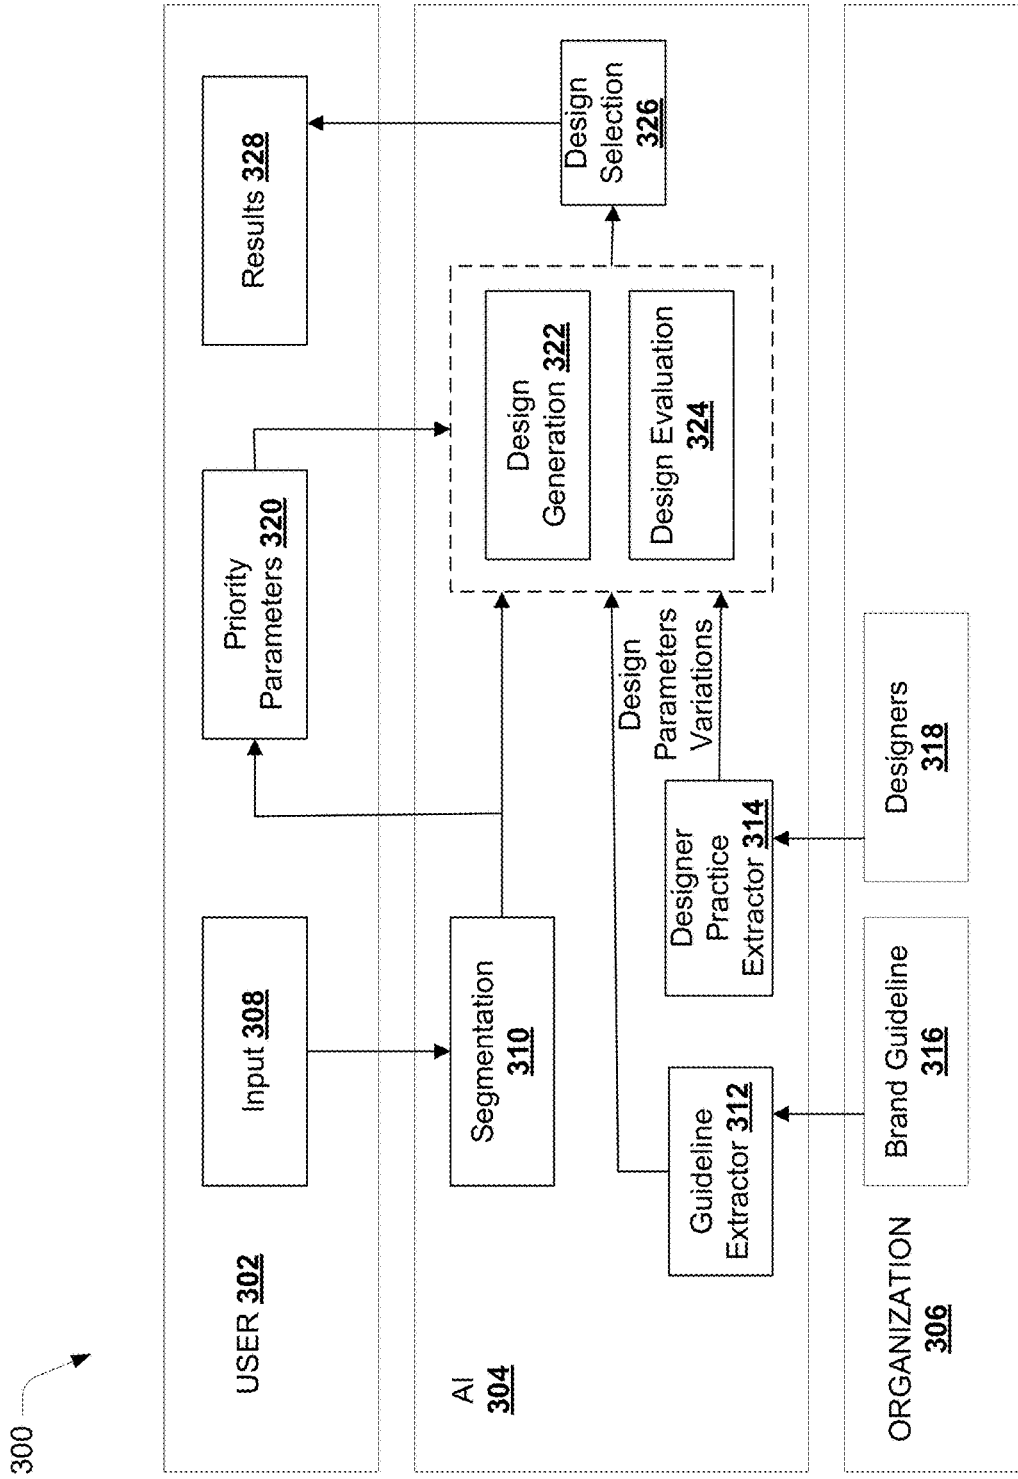 300
USER 302
Input 308
Priority
Parameters 320
Results 328
AI
304
Segmentation
310
Guideline
Extractor 312
Designer
Practice
Extractor 314
Design
Parameters
Variations
Design
Generation 322
Design Evaluation
324
Design
Selection
326
ORGANIZATION
306
Brand Guideline
316
Designers
318